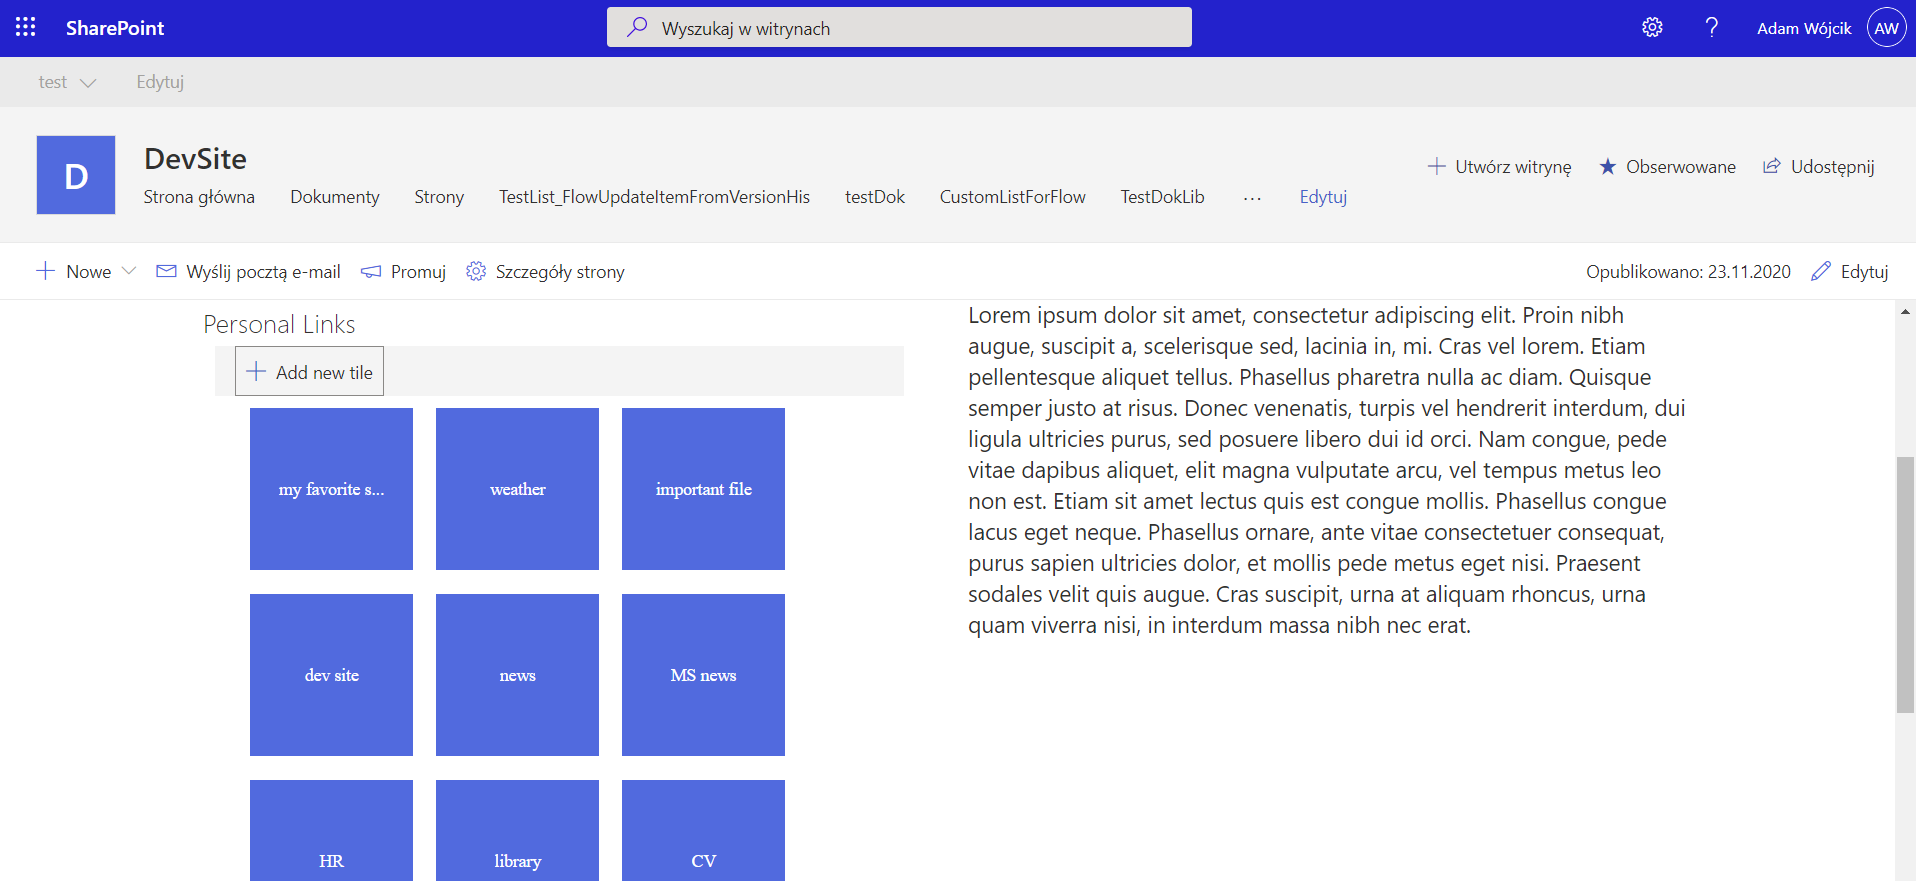 SharePoint
Wyszukaj w witrynach
?
Adam Wójcik
AW
test
Edytuj
D
DevSite
Utwórz witrynę
Obserwowane
Udostępnij
Strona główna
Dokumenty
Strony
TestList_FlowUpdateItemFromVersionHis
testDok
CustomListForFlow
TestDokLib
...
Edytuj
Nowe
Wyślij pocztą e-mail
Promuj
Szczegóły strony
Opublikowano: 23.11.2020
Edytuj
Personal Links
Add new tile
my favorite s...
weather
important file
dev site
news
MS news
HR
library
CV
Lorem ipsum dolor sit amet, consectetur adipiscing elit. Proin nibh
augue, suscipit a, scelerisque sed, lacinia in, mi. Cras vel lorem. Etiam
pellentesque aliquet tellus. Phasellus pharetra nulla ac diam. Quisque
semper justo at risus. Donec venenatis, turpis vel hendrerit interdum, dui
ligula ultricies purus, sed posuere libero dui id orci. Nam congue, pede
vitae dapibus aliquet, elit magna vulputate arcu, vel tempus metus leo
non est. Etiam sit amet lectus quis est congue mollis. Phasellus congue
lacus eget neque. Phasellus ornare, ante vitae consectetuer consequat,
purus sapien ultricies dolor, et mollis pede metus eget nisi. Praesent
sodales velit quis augue. Cras suscipit, urna at aliquam rhoncus, urna
quam viverra nisi, in interdum massa nibh nec erat.